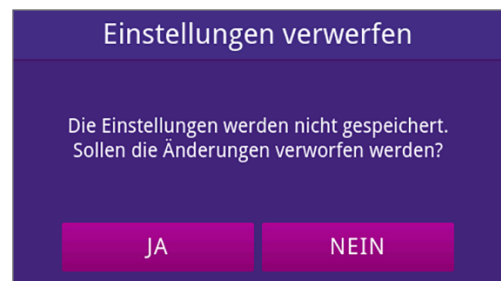 Einstellungen verwerfen
Die Einstellungen werden nicht gespeichert.
Sollen die Änderungen verworfen werden?
JA
NEIN